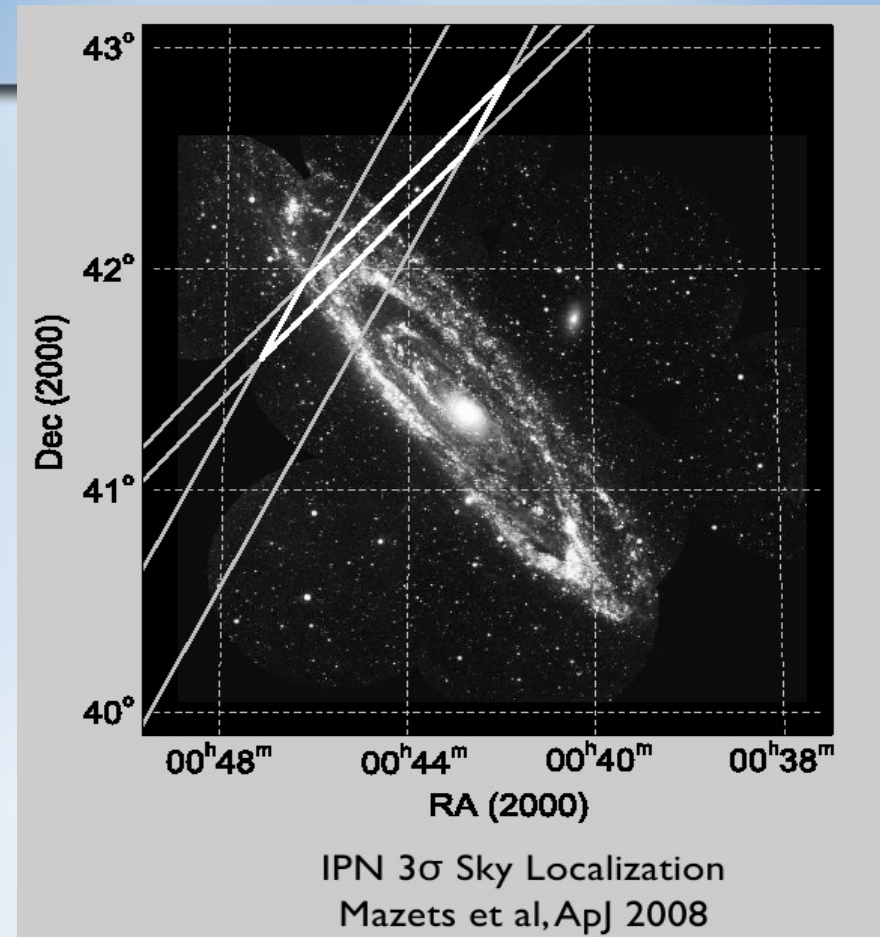 43°
42°
41°
40°
Dec (2000)
00ʰ48ᵐ 00ʰ44ᵐ 00ʰ40ᵐ 00ʰ38ᵐ
RA (2000)
IPN 3σ Sky Localization
Mazets et al, ApJ 2008